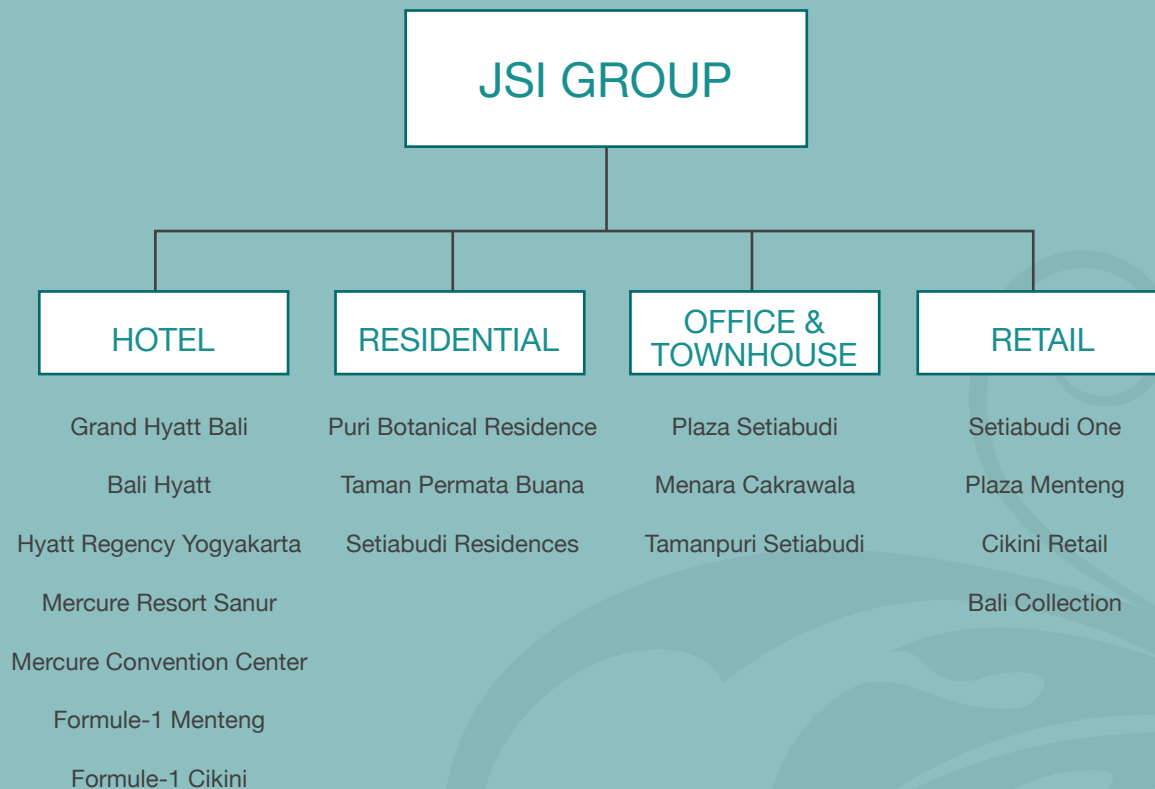 JSI GROUP
HOTEL
Grand Hyatt Bali
Bali Hyatt
Hyatt Regency Yogyakarta
Mercure Resort Sanur
Mercure Convention Center
Formule-1 Menteng
Formule-1 Cikini
RESIDENTIAL
Puri Botanical Residence
Taman Permata Buana
Setiabudi Residences
OFFICE &
TOWNHOUSE
Plaza Setiabudi
Menara Cakrawala
Tamanpuri Setiabudi
RETAIL
Setiabudi One
Plaza Menteng
Cikini Retail
Bali Collection